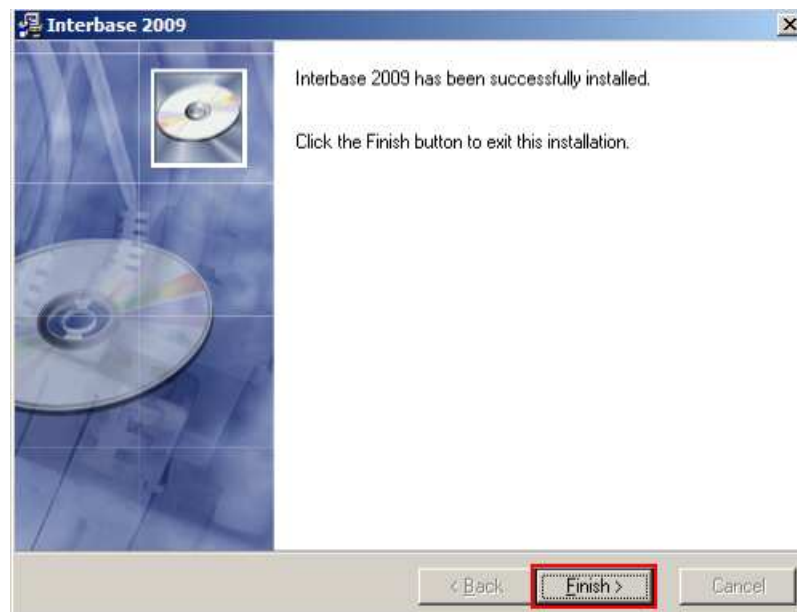 Interbase 2009
Interbase 2009 has been successfully installed.
Click the Finish button to exit this installation.
< Back
Finish >
Cancel